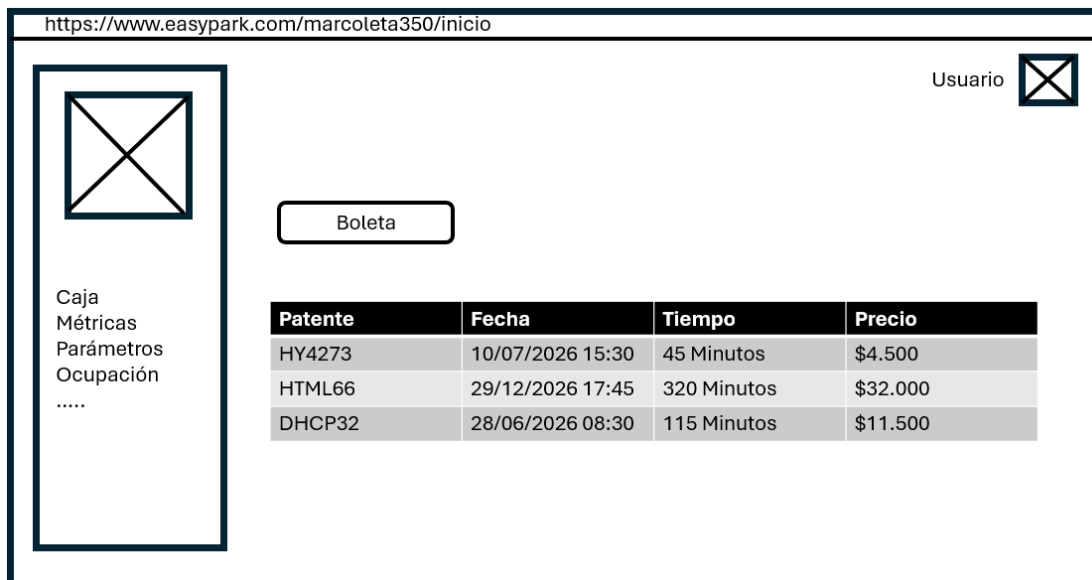 https://www.easypark.com/marcoleta350/inicio
Usuario
Boleta
Caja
Métricas
Parámetros
Ocupación
.....
Patente Fecha Tiempo Precio
HY4273 10/07/2026 15:30 45 Minutos $4.500
HTML66 29/12/2026 17:45 320 Minutos $32.000
DHCP32 28/06/2026 08:30 115 Minutos $11.500